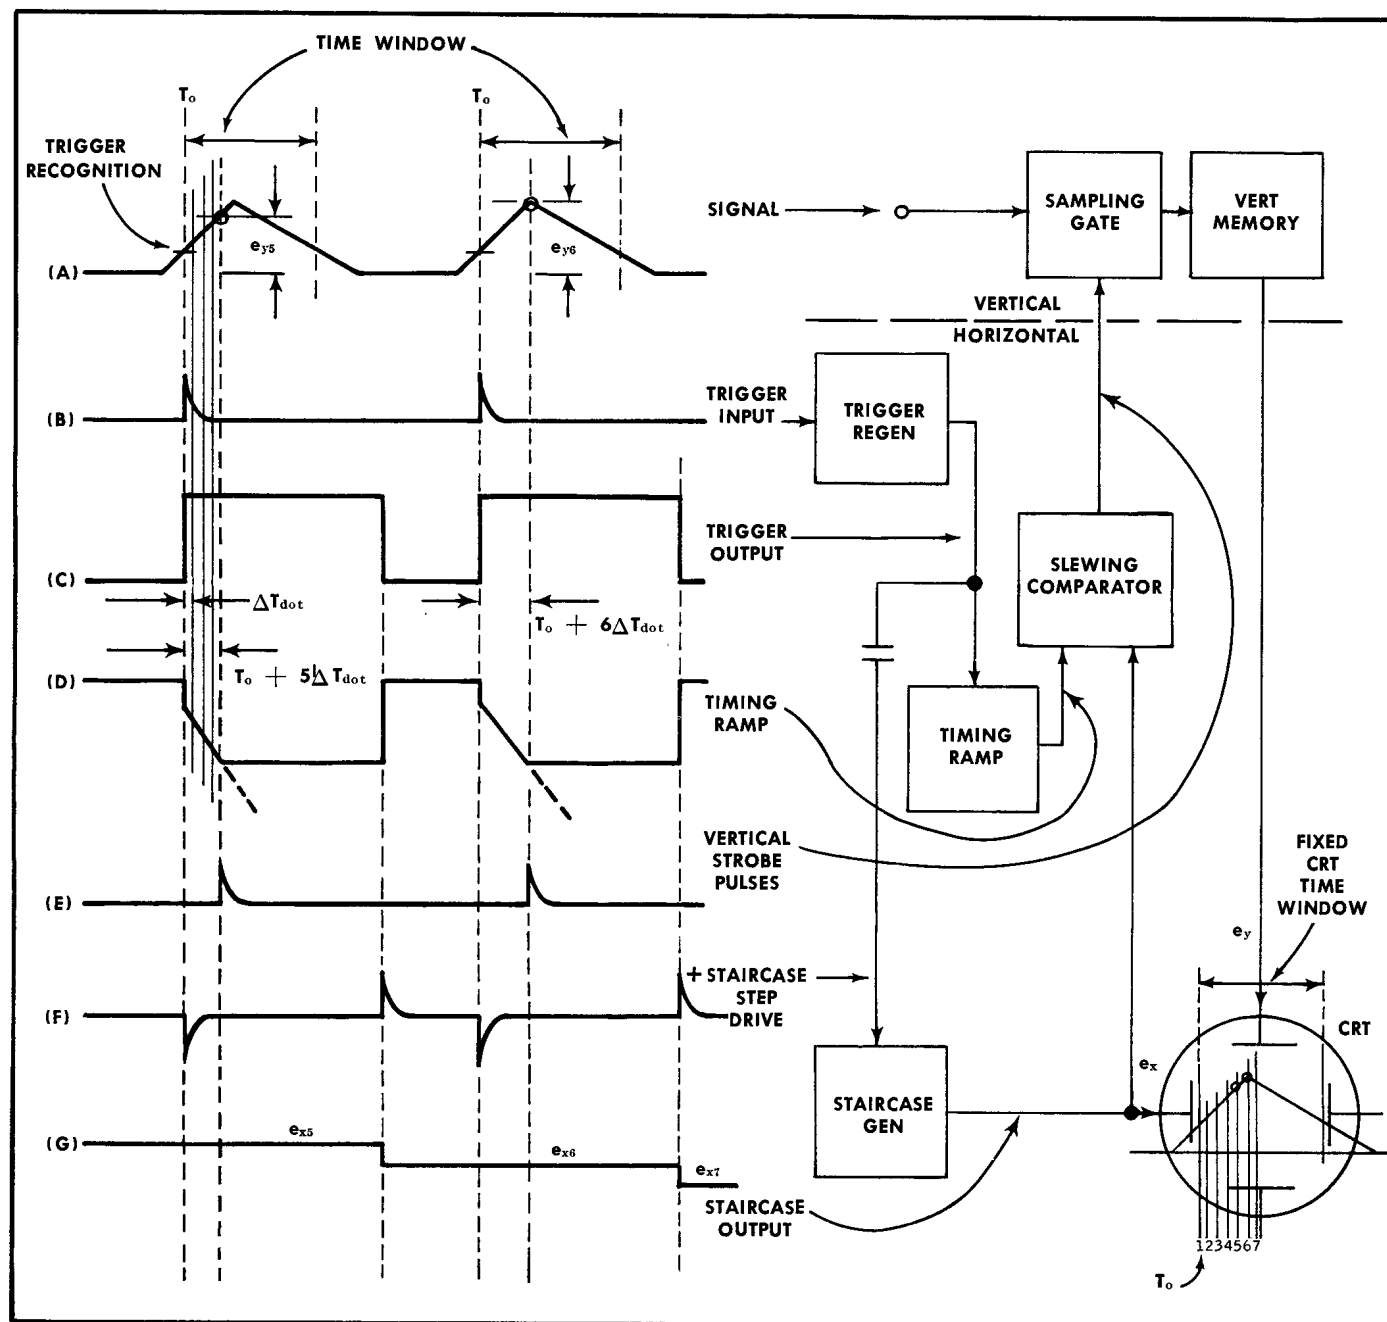 TIME WINDOW
T₀
T₀
TRIGGER
RECOGNITION
SIGNAL
SAMPLING
GATE
VERT
MEMORY
(A)
e_y5
e_y6
VERTICAL
HORIZONTAL
(B)
TRIGGER
INPUT
TRIGGER
REGEN
TRIGGER
OUTPUT
SLEWING
COMPARATOR
(C)
ΔT_dot
T₀ + 6ΔT_dot
T₀ + 5ΔT_dot
(D)
TIMING
RAMP
TIMING
RAMP
VERTICAL
STROBE
PULSES
FIXED
CRT
TIME
WINDOW
(E)
e_y
+ STAIRCASE
STEP
DRIVE
(F)
CRT
e_x
STAIRCASE
GEN
(G)
e_x5
e_x6
e_x7
STAIRCASE
OUTPUT
1234567
T₀